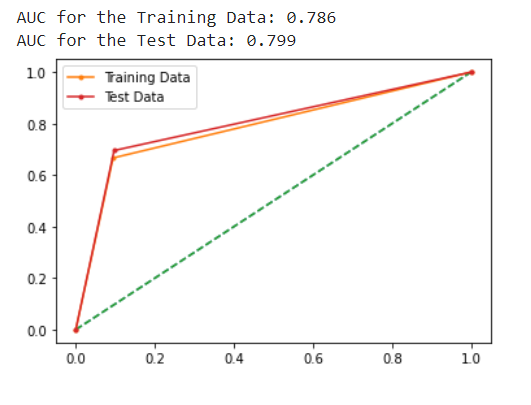 AUC for the Training Data: 0.786
AUC for the Test Data: 0.799
1.0
Training Data
Test Data
0.8
0.6
0.4
0.2
0.0
0.0 0.2 0.4 0.6 0.8 1.0